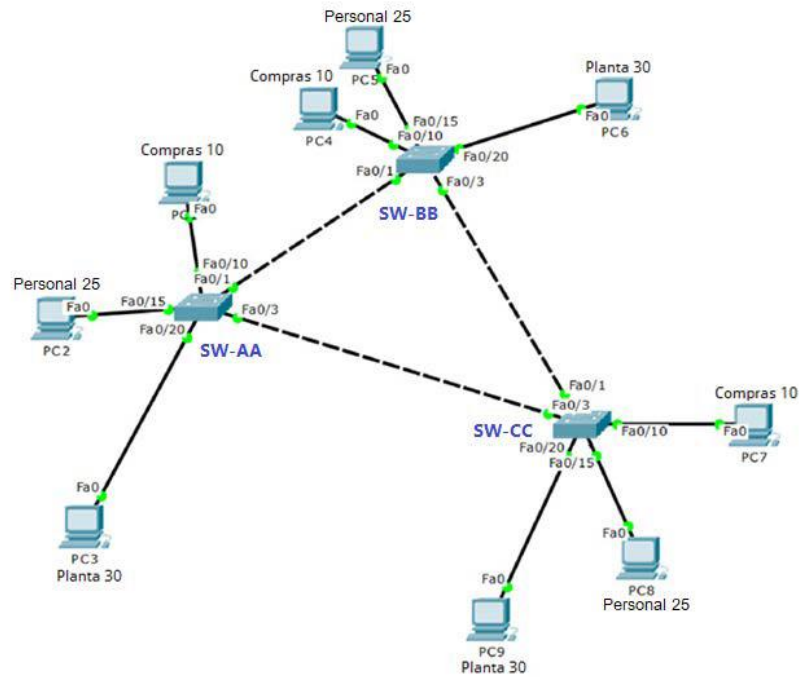 Personal 25
Fa0
PC5
Compras 10
Fa0
PC4
Planta 30
Fa0
PC6
Fa0/15
Fa0/10
Fa0/20
Fa0/1
Fa0/3
SW-BB
Compras 10
Fa0
Fa0/10
Fa0/1
Personal 25
Fa0
PC2
Fa0/15
Fa0/20
Fa0/3
SW-AA
Fa0
PC3
Planta 30
Fa0/1
Fa0/3
SW-CC
Fa0/20
Fa0/15
Fa0/10
Compras 10
Fa0
PC7
Fa0
PC8
Personal 25
Fa0
PC9
Planta 30